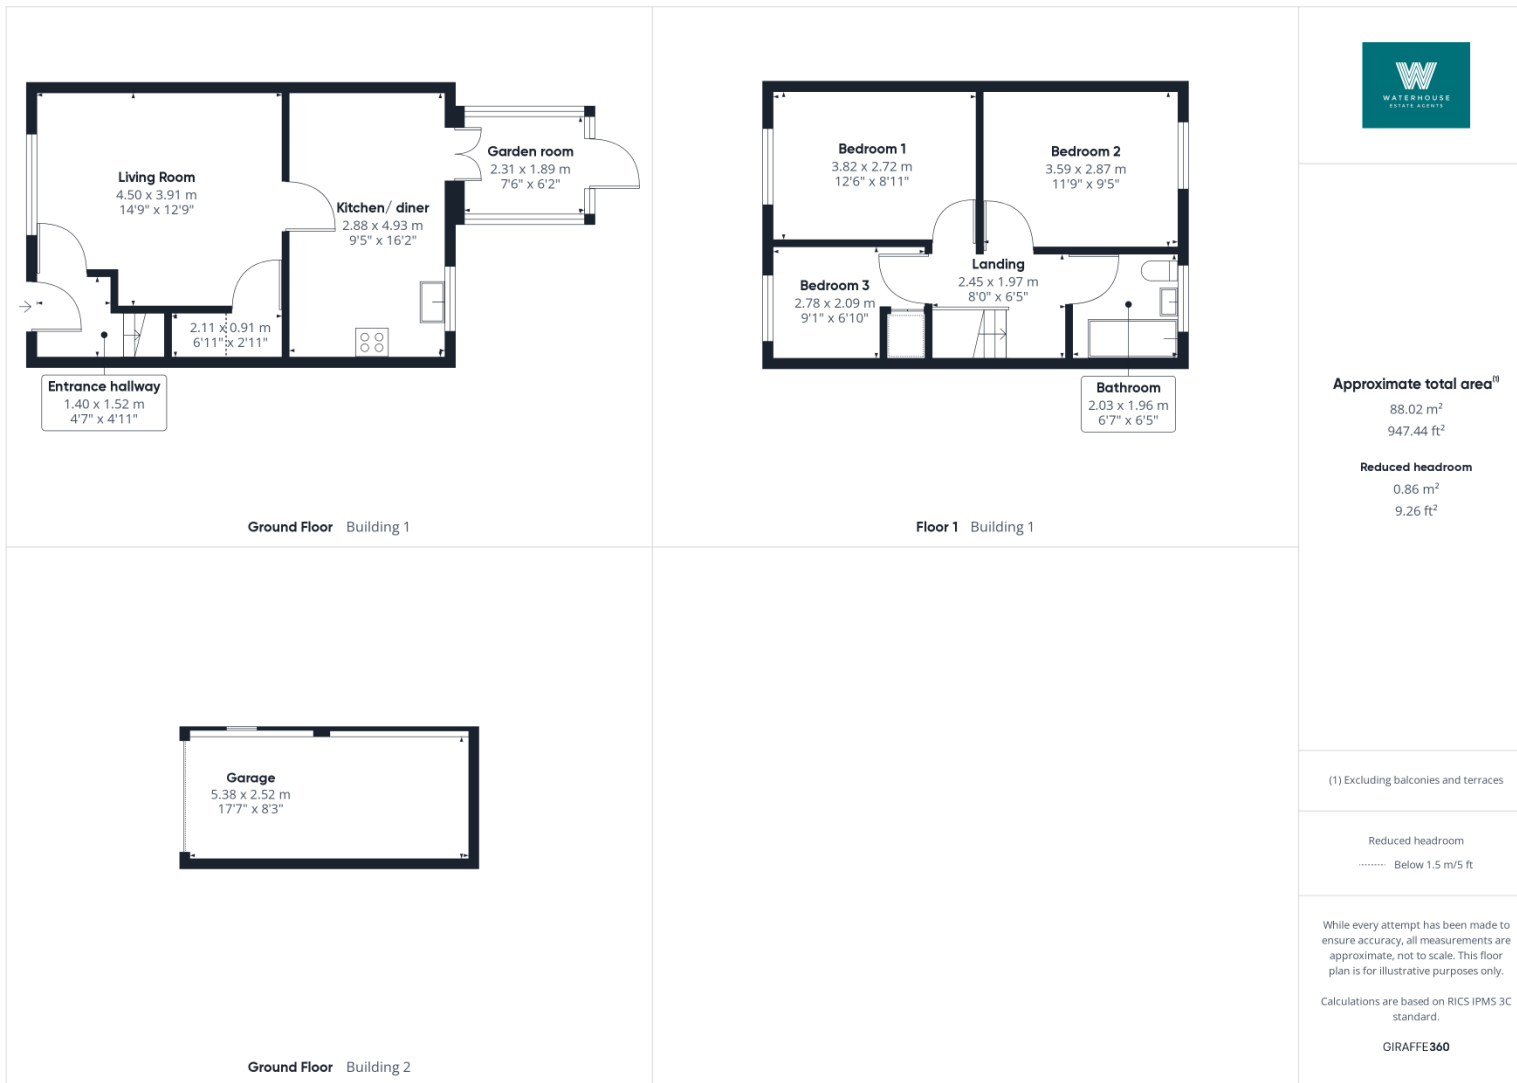 Living Room
4.50 x 3.91 m
14'9" x 12'9"
Kitchen/ diner
2.88 x 4.93 m
9'5" x 16'2"
Garden room
2.31 x 1.89 m
7'6" x 6'2"
2.11 x 0.91 m
6'11" x 2'11"
Entrance hallway
1.40 x 1.52 m
4'7" x 4'11"
Ground Floor Building 1
Bedroom 1
3.82 x 2.72 m
12'6" x 8'11"
Bedroom 2
3.59 x 2.87 m
11'9" x 9'5"
Bedroom 3
2.78 x 2.09 m
9'1" x 6'10"
Landing
2.45 x 1.97 m
8'0" x 6'5"
Bathroom
2.03 x 1.96 m
6'7" x 6'5"
Floor 1 Building 1
Garage
5.38 x 2.52 m
17'7" x 8'3"
Ground Floor Building 2
W
WATERHOUSE
ESTATE AGENTS
Approximate total area(1)
88.02 m²
947.44 ft²
Reduced headroom
0.86 m²
9.26 ft²
(1) Excluding balconies and terraces
Reduced headroom
Below 1.5 m/5 ft
While every attempt has been made to
ensure accuracy, all measurements are
approximate, not to scale. This floor
plan is for illustrative purposes only.
Calculations are based on RICS IPMS 3C
standard.
GIRAFFE360